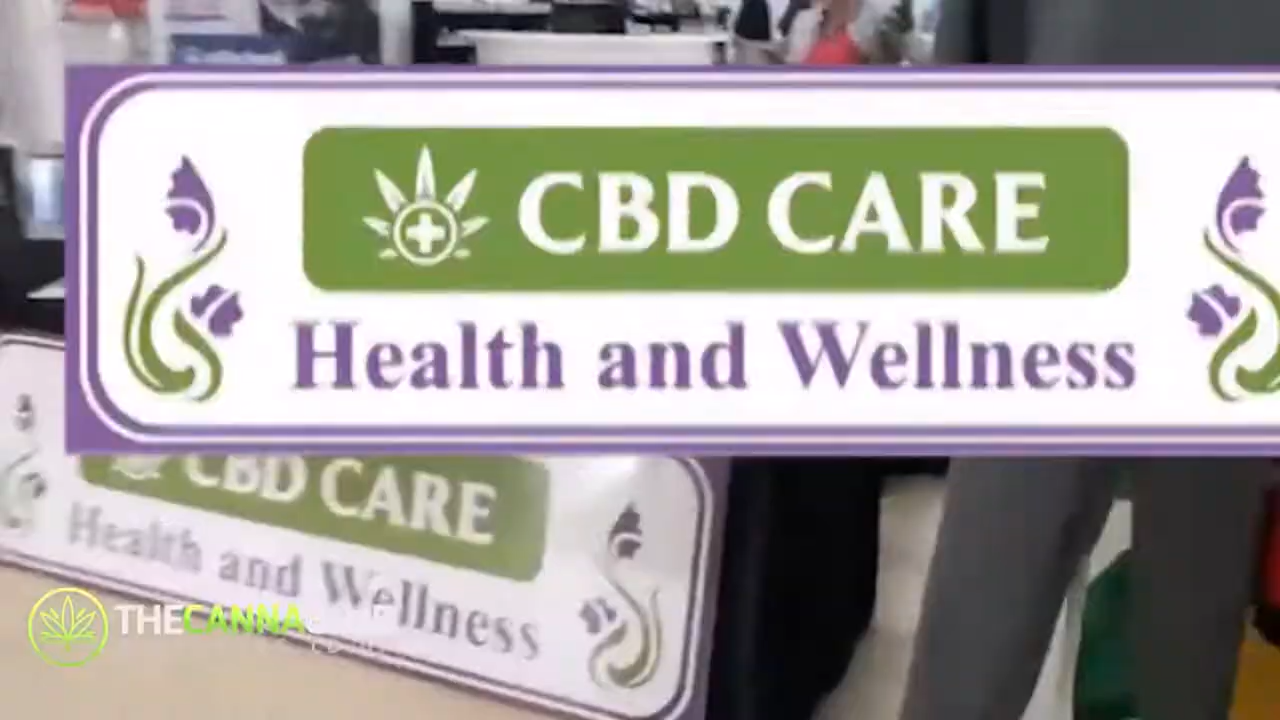 CBD CARE
Health and Wellness
CBD CARE
Health and Wellness
THECANNA